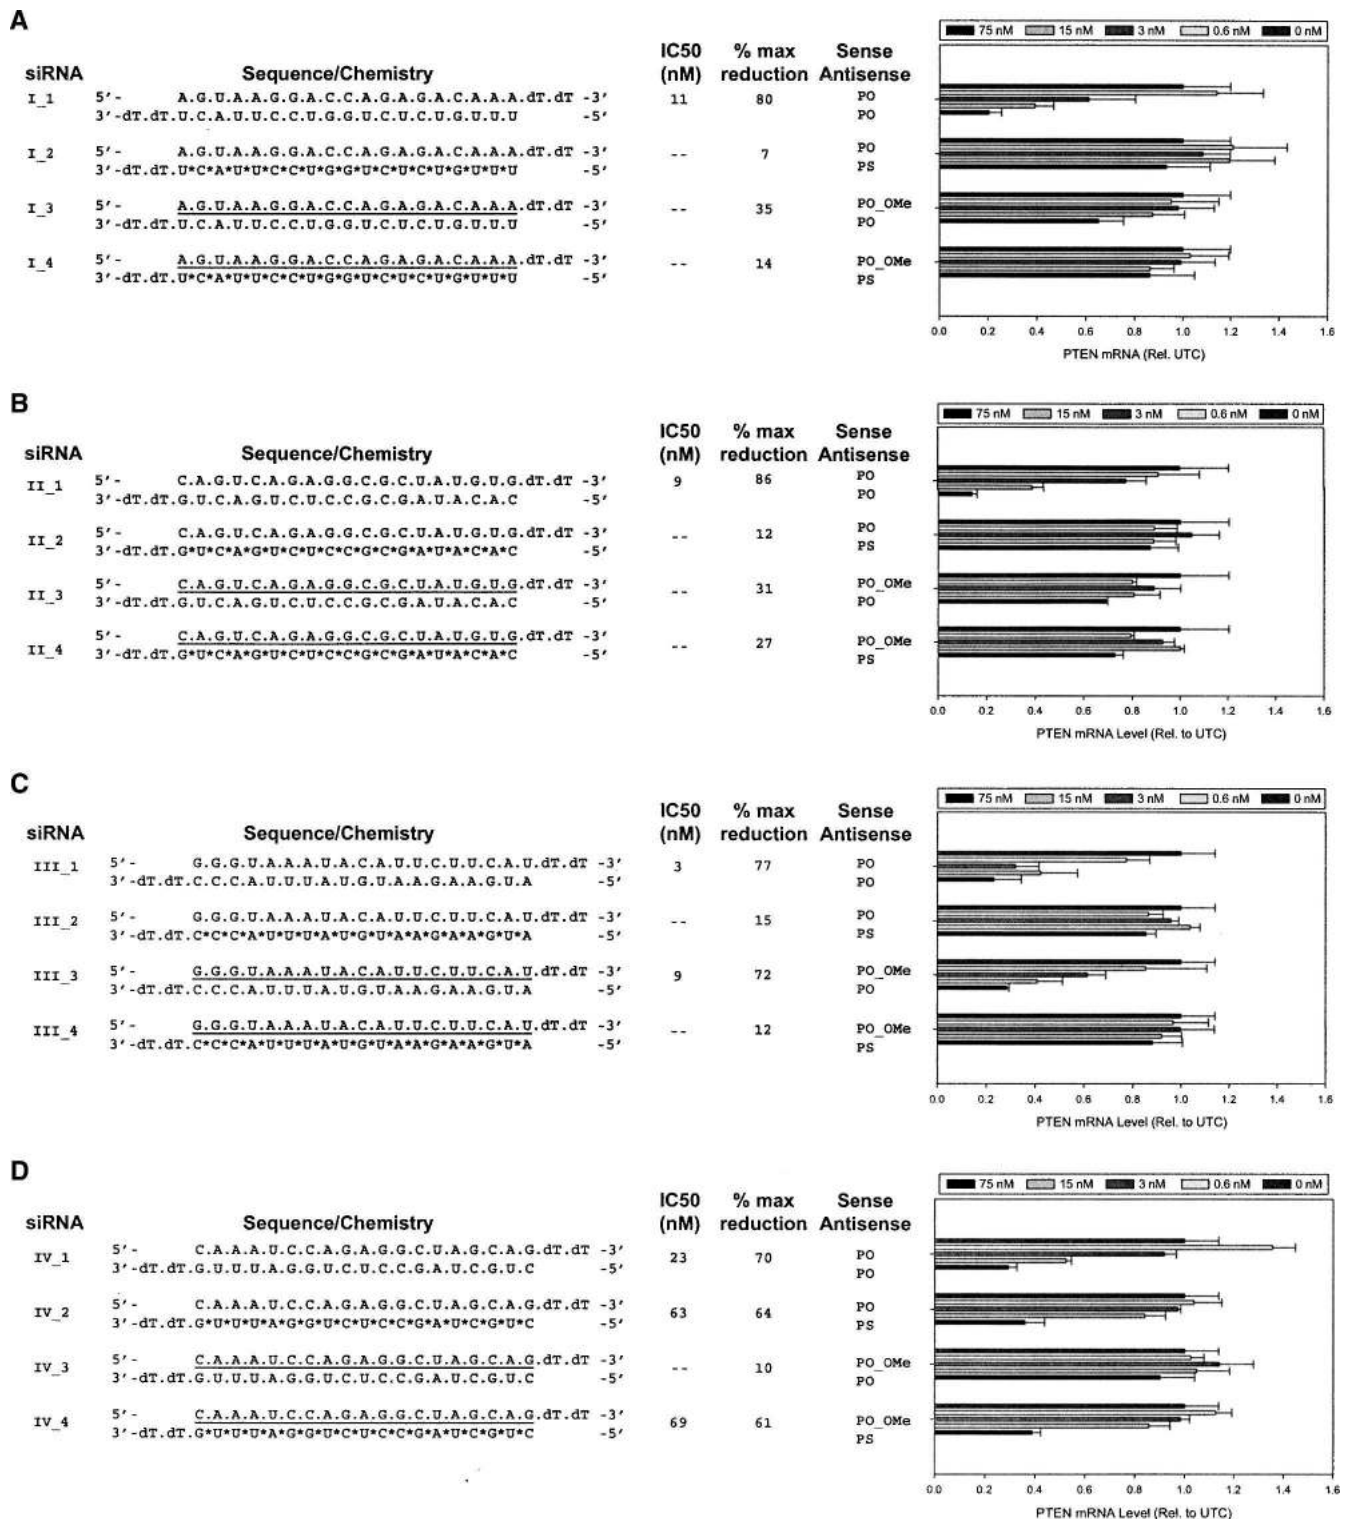 A
75 nM 15 nM 3 nM 0.6 nM 0 nM
siRNA Sequence/Chemistry IC50 (nM) % max reduction Sense Antisense
I_1 5'- A.G.U.A.A.G.G.A.C.C.A.G.A.G.A.C.A.A.A.dT.dT -3' 11 80 PO
3'-dT.dT.U.C.A.U.U.C.C.U.G.G.U.C.U.C.U.G.U.U.U -5' PO
I_2 5'- A.G.U.A.A.G.G.A.C.C.A.G.A.G.A.C.A.A.A.dT.dT -3' -- 7 PO
3'-dT.dT.U*C*A*U*U*C*C*U*G*G*U*C*U*C*U*G*U*U*U -5' PS
I_3 5'- A.G.U.A.A.G.G.A.C.C.A.G.A.G.A.C.A.A.A.dT.dT -3' -- 35 PO_OMe
3'-dT.dT.U.C.A.U.U.C.C.U.G.G.U.C.U.C.U.G.U.U.U -5' PO
I_4 5'- A.G.U.A.A.G.G.A.C.C.A.G.A.G.A.C.A.A.A.dT.dT -3' -- 14 PO_OMe
3'-dT.dT.U*C*A*U*U*C*C*U*G*G*U*C*U*C*U*G*U*U*U -5' PS
0.0 0.2 0.4 0.6 0.8 1.0 1.2 1.4 1.6
PTEN mRNA (Rel. UTC)
B
75 nM 15 nM 3 nM 0.6 nM 0 nM
siRNA Sequence/Chemistry IC50 (nM) % max reduction Sense Antisense
II_1 5'- C.A.G.U.C.A.G.A.G.G.C.G.C.U.A.U.G.U.G.dT.dT -3' 9 86 PO
3'-dT.dT.G.U.C.A.G.U.C.U.C.C.G.C.G.A.U.A.C.A.C -5' PO
II_2 5'- C.A.G.U.C.A.G.A.G.G.C.G.C.U.A.U.G.U.G.dT.dT -3' -- 12 PO
3'-dT.dT.G*U*C*A*G*U*C*U*C*C*G*C*G*A*U*A*C*A*C -5' PS
II_3 5'- C.A.G.U.C.A.G.A.G.G.C.G.C.U.A.U.G.U.G.dT.dT -3' -- 31 PO_OMe
3'-dT.dT.G.U.C.A.G.U.C.U.C.C.G.C.G.A.U.A.C.A.C -5' PO
II_4 5'- C.A.G.U.C.A.G.A.G.G.C.G.C.U.A.U.G.U.G.dT.dT -3' -- 27 PO_OMe
3'-dT.dT.G*U*C*A*G*U*C*U*C*C*G*C*G*A*U*A*C*A*C -5' PS
0.0 0.2 0.4 0.6 0.8 1.0 1.2 1.4 1.6
PTEN mRNA Level (Rel. to UTC)
C
75 nM 15 nM 3 nM 0.6 nM 0 nM
siRNA Sequence/Chemistry IC50 (nM) % max reduction Sense Antisense
III_1 5'- G.G.G.U.A.A.A.U.A.C.A.U.U.C.U.U.C.A.U.dT.dT -3' 3 77 PO
3'-dT.dT.C.C.C.A.U.U.U.A.U.G.U.A.A.G.A.A.G.U.A -5' PO
III_2 5'- G.G.G.U.A.A.A.U.A.C.A.U.U.C.U.U.C.A.U.dT.dT -3' -- 15 PO
3'-dT.dT.C*C*C*A*U*U*U*A*U*G*U*A*A*G*A*A*G*U*A -5' PS
III_3 5'- G.G.G.U.A.A.A.U.A.C.A.U.U.C.U.U.C.A.U.dT.dT -3' 9 72 PO_OMe
3'-dT.dT.C.C.C.A.U.U.U.A.U.G.U.A.A.G.A.A.G.U.A -5' PO
III_4 5'- G.G.G.U.A.A.A.U.A.C.A.U.U.C.U.U.C.A.U.dT.dT -3' -- 12 PO_OMe
3'-dT.dT.C*C*C*A*U*U*U*A*U*G*U*A*A*G*A*A*G*U*A -5' PS
0.0 0.2 0.4 0.6 0.8 1.0 1.2 1.4 1.6
PTEN mRNA Level (Rel. to UTC)
D
75 nM 15 nM 3 nM 0.6 nM 0 nM
siRNA Sequence/Chemistry IC50 (nM) % max reduction Sense Antisense
IV_1 5'- C.A.A.A.U.C.C.A.G.A.G.G.C.U.A.G.C.A.G.dT.dT -3' 23 70 PO
3'-dT.dT.G.U.U.U.A.G.G.U.C.U.C.C.G.A.U.C.G.U.C -5' PO
IV_2 5'- C.A.A.A.U.C.C.A.G.A.G.G.C.U.A.G.C.A.G.dT.dT -3' 63 64 PO
3'-dT.dT.G*U*U*U*A*G*G*U*C*U*C*C*G*A*U*C*G*U*C -5' PS
IV_3 5'- C.A.A.A.U.C.C.A.G.A.G.G.C.U.A.G.C.A.G.dT.dT -3' -- 10 PO_OMe
3'-dT.dT.G.U.U.U.A.G.G.U.C.U.C.C.G.A.U.C.G.U.C -5' PO
IV_4 5'- C.A.A.A.U.C.C.A.G.A.G.G.C.U.A.G.C.A.G.dT.dT -3' 69 61 PO_OMe
3'-dT.dT.G*U*U*U*A*G*G*U*C*U*C*C*G*A*U*C*G*U*C -5' PS
0.0 0.2 0.4 0.6 0.8 1.0 1.2 1.4 1.6
PTEN mRNA Level (Rel. to UTC)